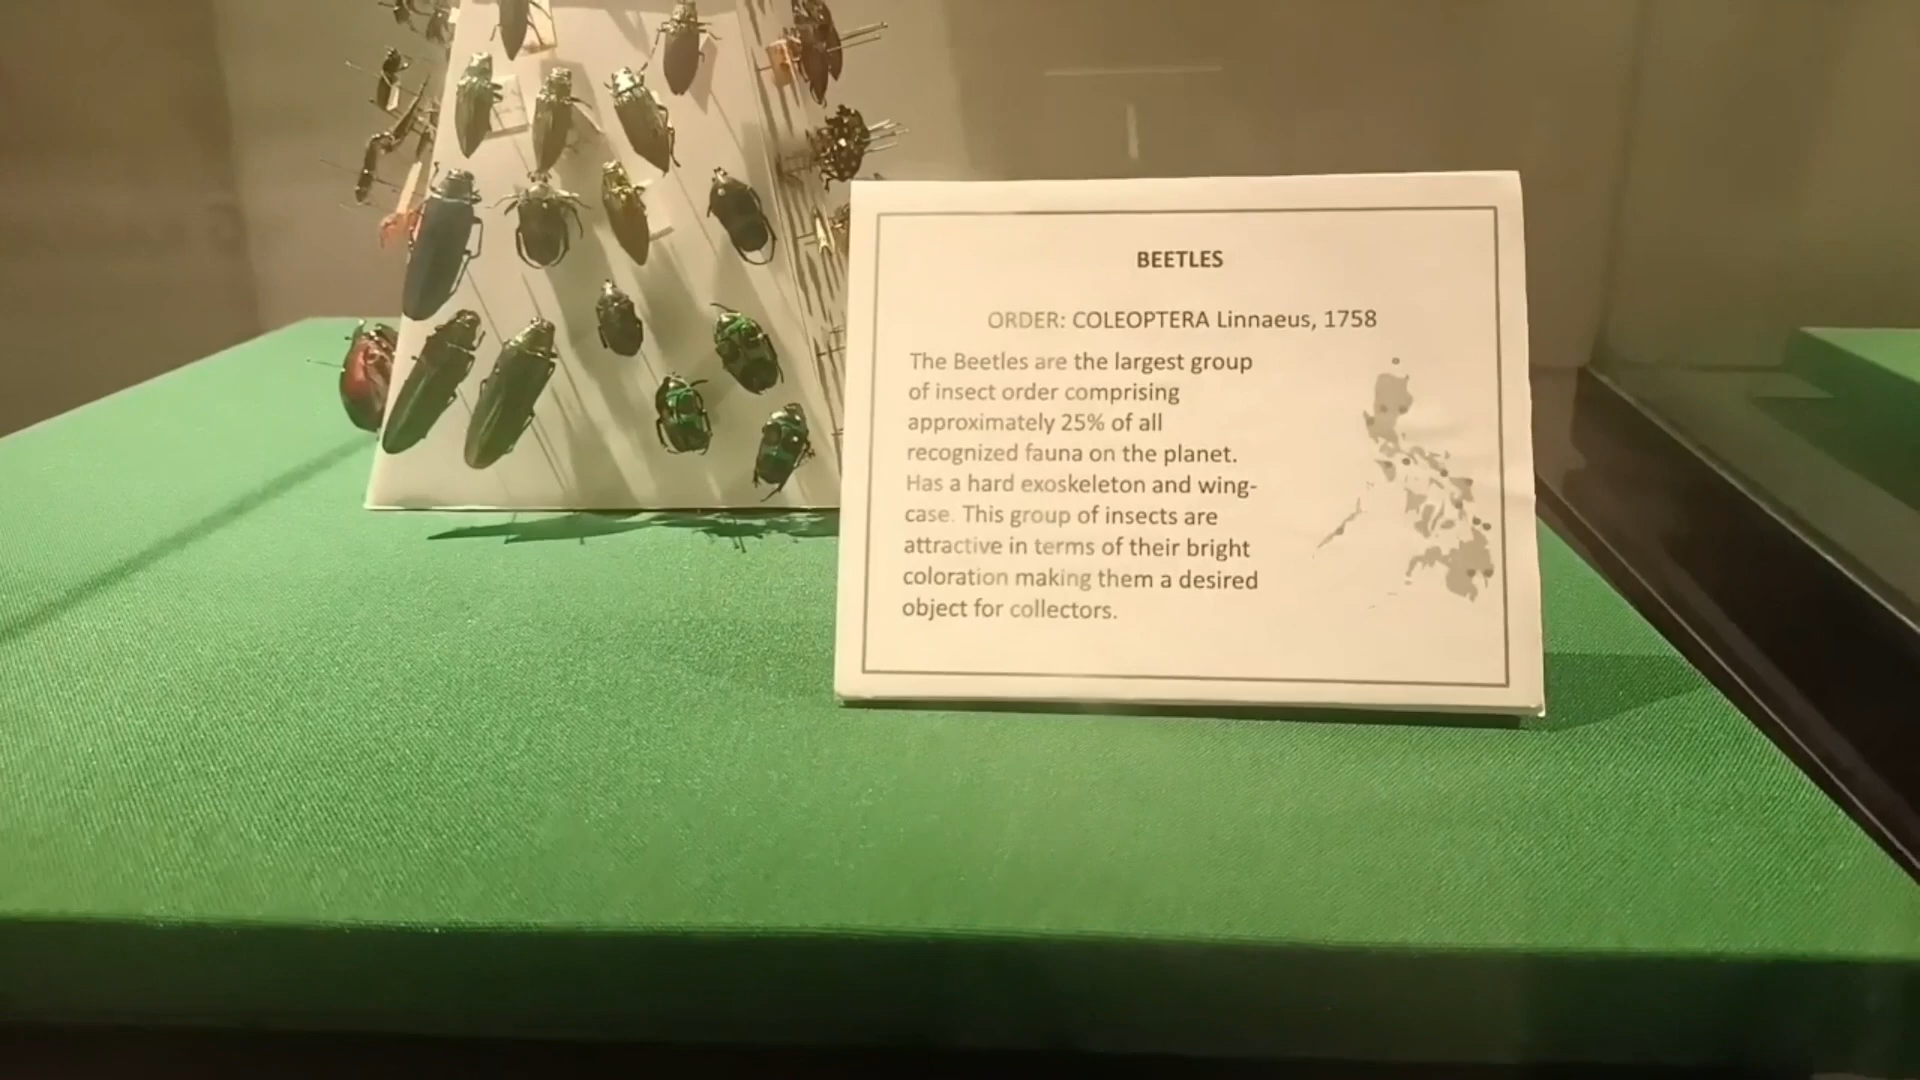 BEETLES
ORDER: COLEOPTERA Linnaeus, 1758
The Beetles are the largest group
of insect order comprising
approximately 25% of all
recognized fauna on the planet.
Has a hard exoskeleton and wing-
case. This group of insects are
attractive in terms of their bright
coloration making them a desired
object for collectors.